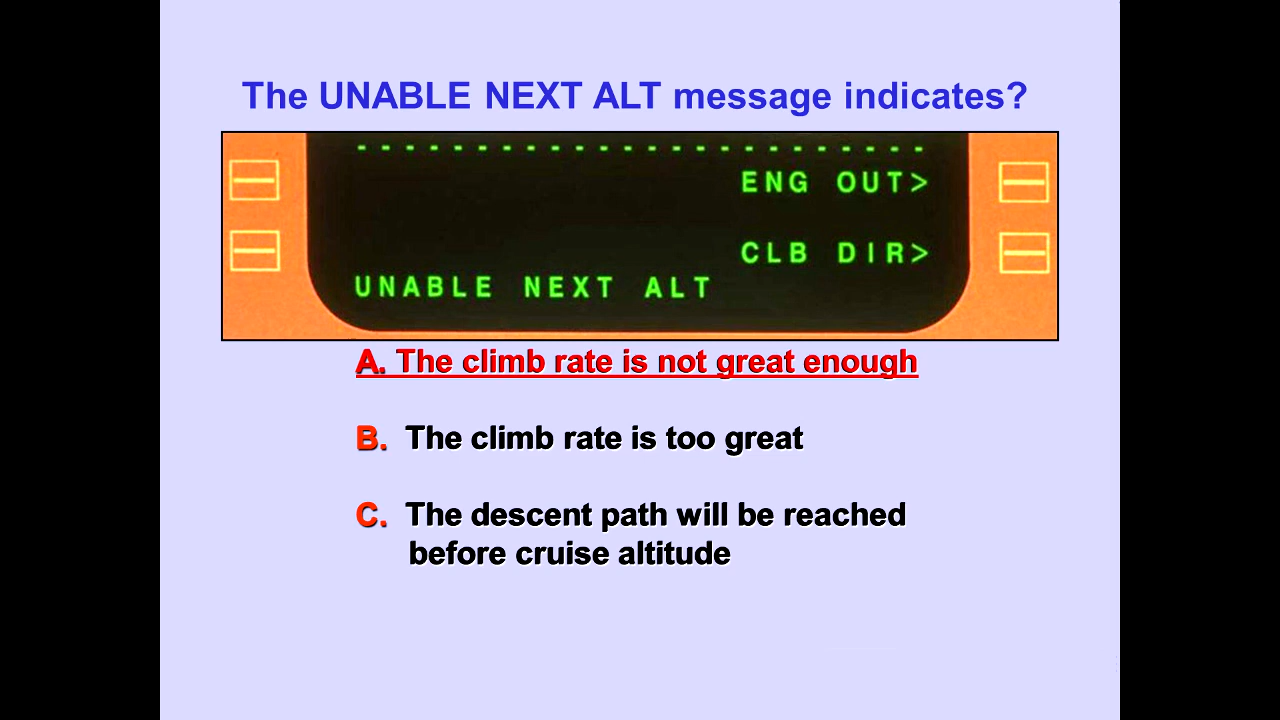 The UNABLE NEXT ALT message indicates?
- - - - - - - - - - - - - - - - - - - - - - - -
ENG OUT>
CLB DIR>
UNABLE NEXT ALT
A. The climb rate is not great enough
B. The climb rate is too great
C. The descent path will be reached
before cruise altitude